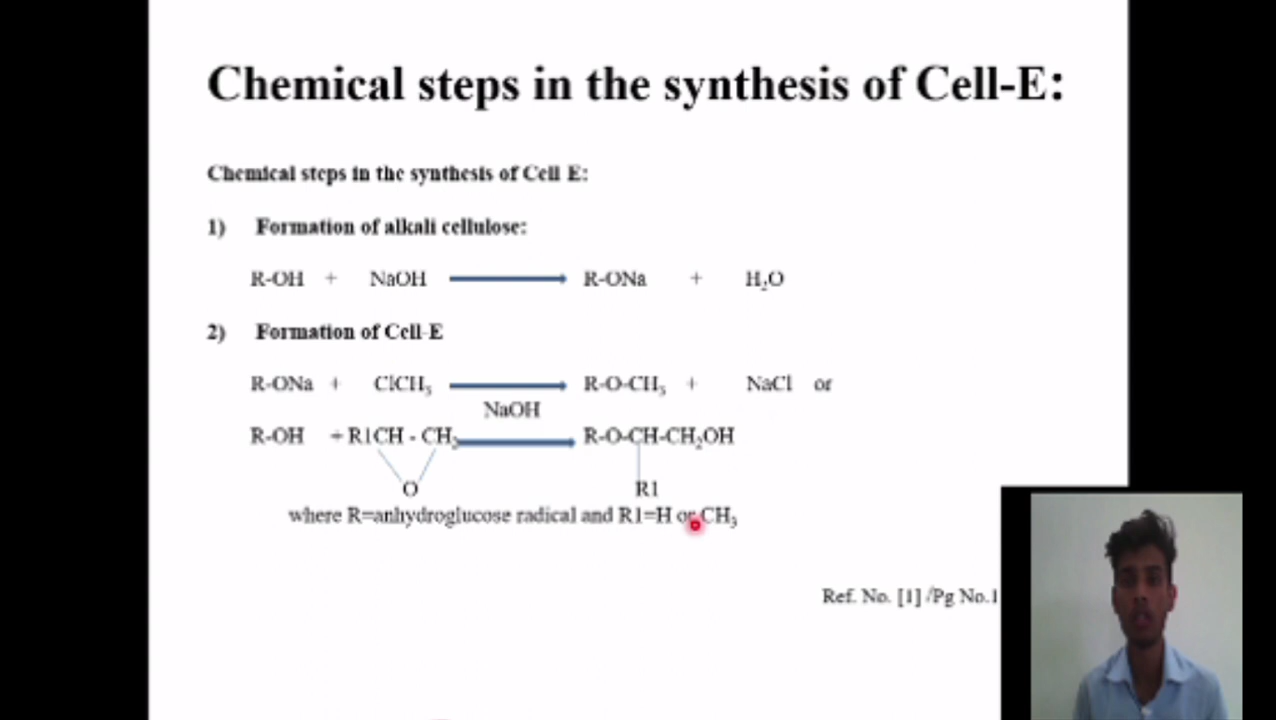 Chemical steps in the synthesis of Cell-E:
Chemical steps in the synthesis of Cell E:
1) Formation of alkali cellulose:
R-OH + NaOH R-ONa + H₂O
2) Formation of Cell-E
R-ONa + ClCH₃ R-O-CH₃ + NaCl or
NaOH
R-OH + R1CH - CH₂ R-O-CH-CH₂OH
O R1
where R=anhydroglucose radical and R1=H or CH₃
Ref. No. [1] /Pg No.1